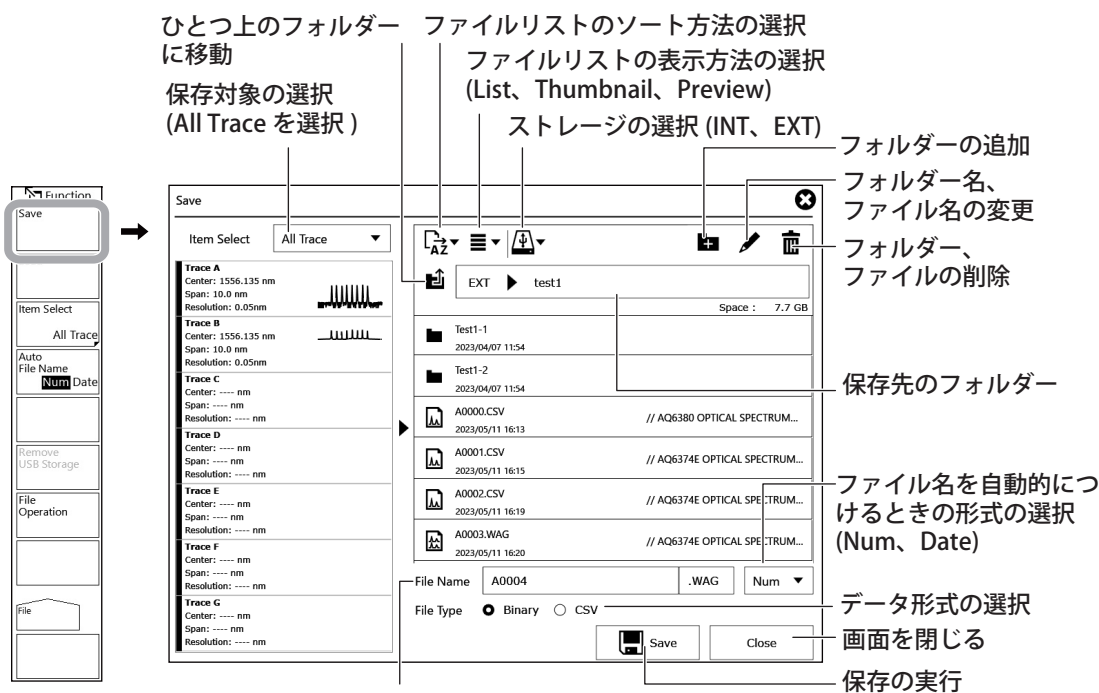 ひとつ上のフォルダー
に移動
ファイルリストのソート方法の選択
ファイルリストの表示方法の選択
(List、Thumbnail、Preview)
保存対象の選択
(All Trace を選択 )
ストレージの選択 (INT、EXT)
フォルダーの追加
フォルダー名、
ファイル名の変更
フォルダー、
ファイルの削除
保存先のフォルダー
ファイル名を自動的につ
けるときの形式の選択
(Num、Date)
データ形式の選択
画面を閉じる
保存の実行
Function
Save
Item Select
All Trace
Auto
File Name
Num Date
Remove
USB Storage
File
Operation
File
Save
Item Select
All Trace
Trace A
Center: 1556.135 nm
Span: 10.0 nm
Resolution: 0.05nm
Trace B
Center: 1556.135 nm
Span: 10.0 nm
Resolution: 0.05nm
Trace C
Center: ---- nm
Span: ---- nm
Resolution: ---- nm
Trace D
Center: ---- nm
Span: ---- nm
Resolution: ---- nm
Trace E
Center: ---- nm
Span: ---- nm
Resolution: ---- nm
Trace F
Center: ---- nm
Span: ---- nm
Resolution: ---- nm
Trace G
Center: ---- nm
Span: ---- nm
Resolution: ---- nm
AZ
EXT ▶ test1
Space : 7.7 GB
Test1-1
2023/04/07 11:54
Test1-2
2023/04/07 11:54
A0000.CSV // AQ6380 OPTICAL SPECTRUM...
2023/05/11 16:13
A0001.CSV // AQ6374E OPTICAL SPECTRUM...
2023/05/11 16:15
A0002.CSV // AQ6374E OPTICAL SPECTRUM...
2023/05/11 16:19
A0003.WAG // AQ6374E OPTICAL SPECTRUM...
2023/05/11 16:20
File Name A0004 .WAG Num
File Type Binary CSV
Save Close